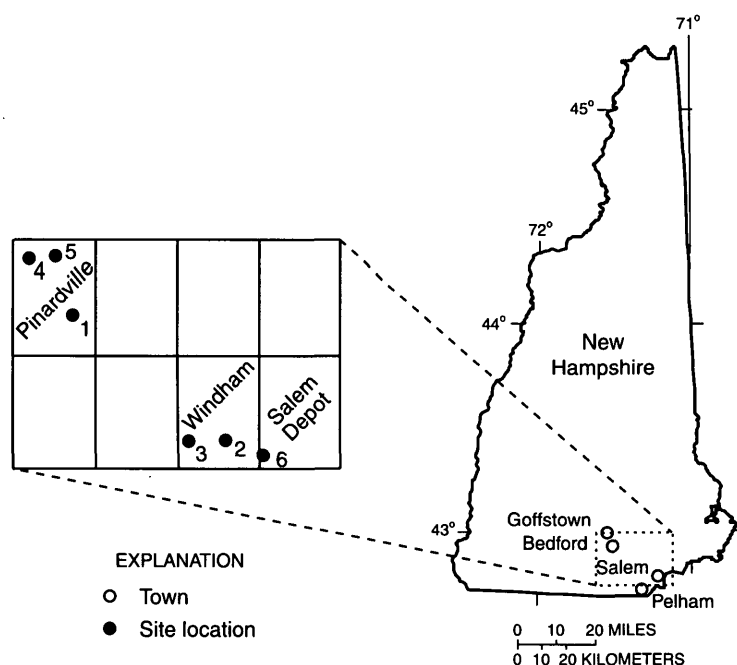 71°
45°
72°
4
5
Pinardville
1
44°
New
Hampshire
Windham
Salem
Depot
3
2
6
43°
Goffstown
Bedford
Salem
Pelham
EXPLANATION
Town
Site location
0 10 20 MILES
0 10 20 KILOMETERS